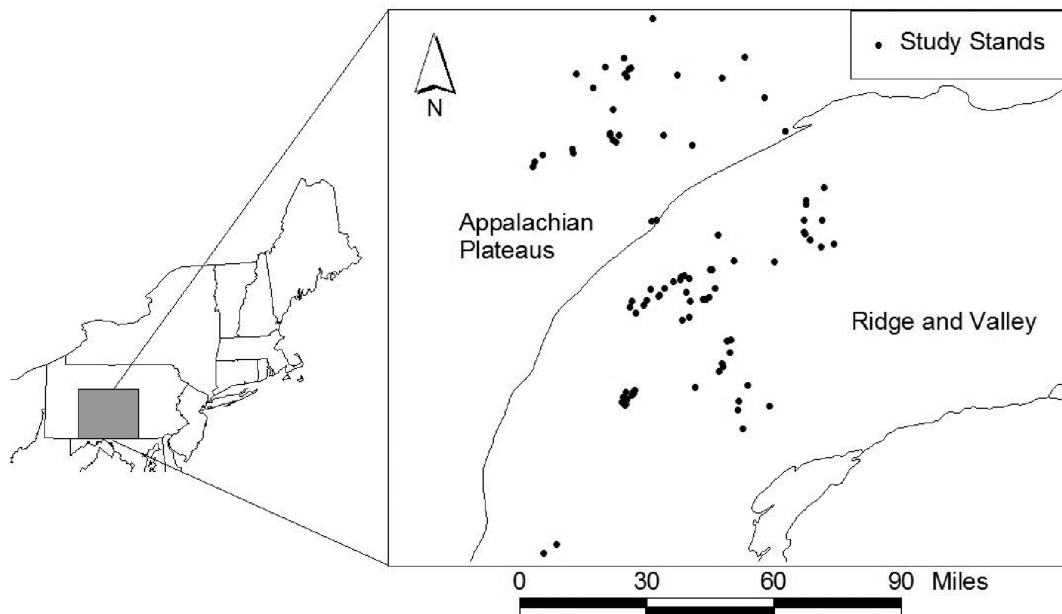 Study Stands
N
Appalachian
Plateaus
Ridge and Valley
0 30 60 90 Miles